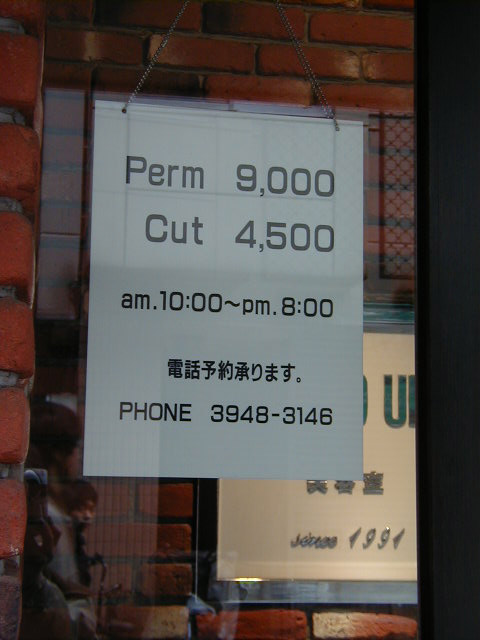 Perm 9,000
Cut 4,500
am.10:00~pm.8:00
電話予約承ります。
PHONE 3948-3146
美容室
since 1991